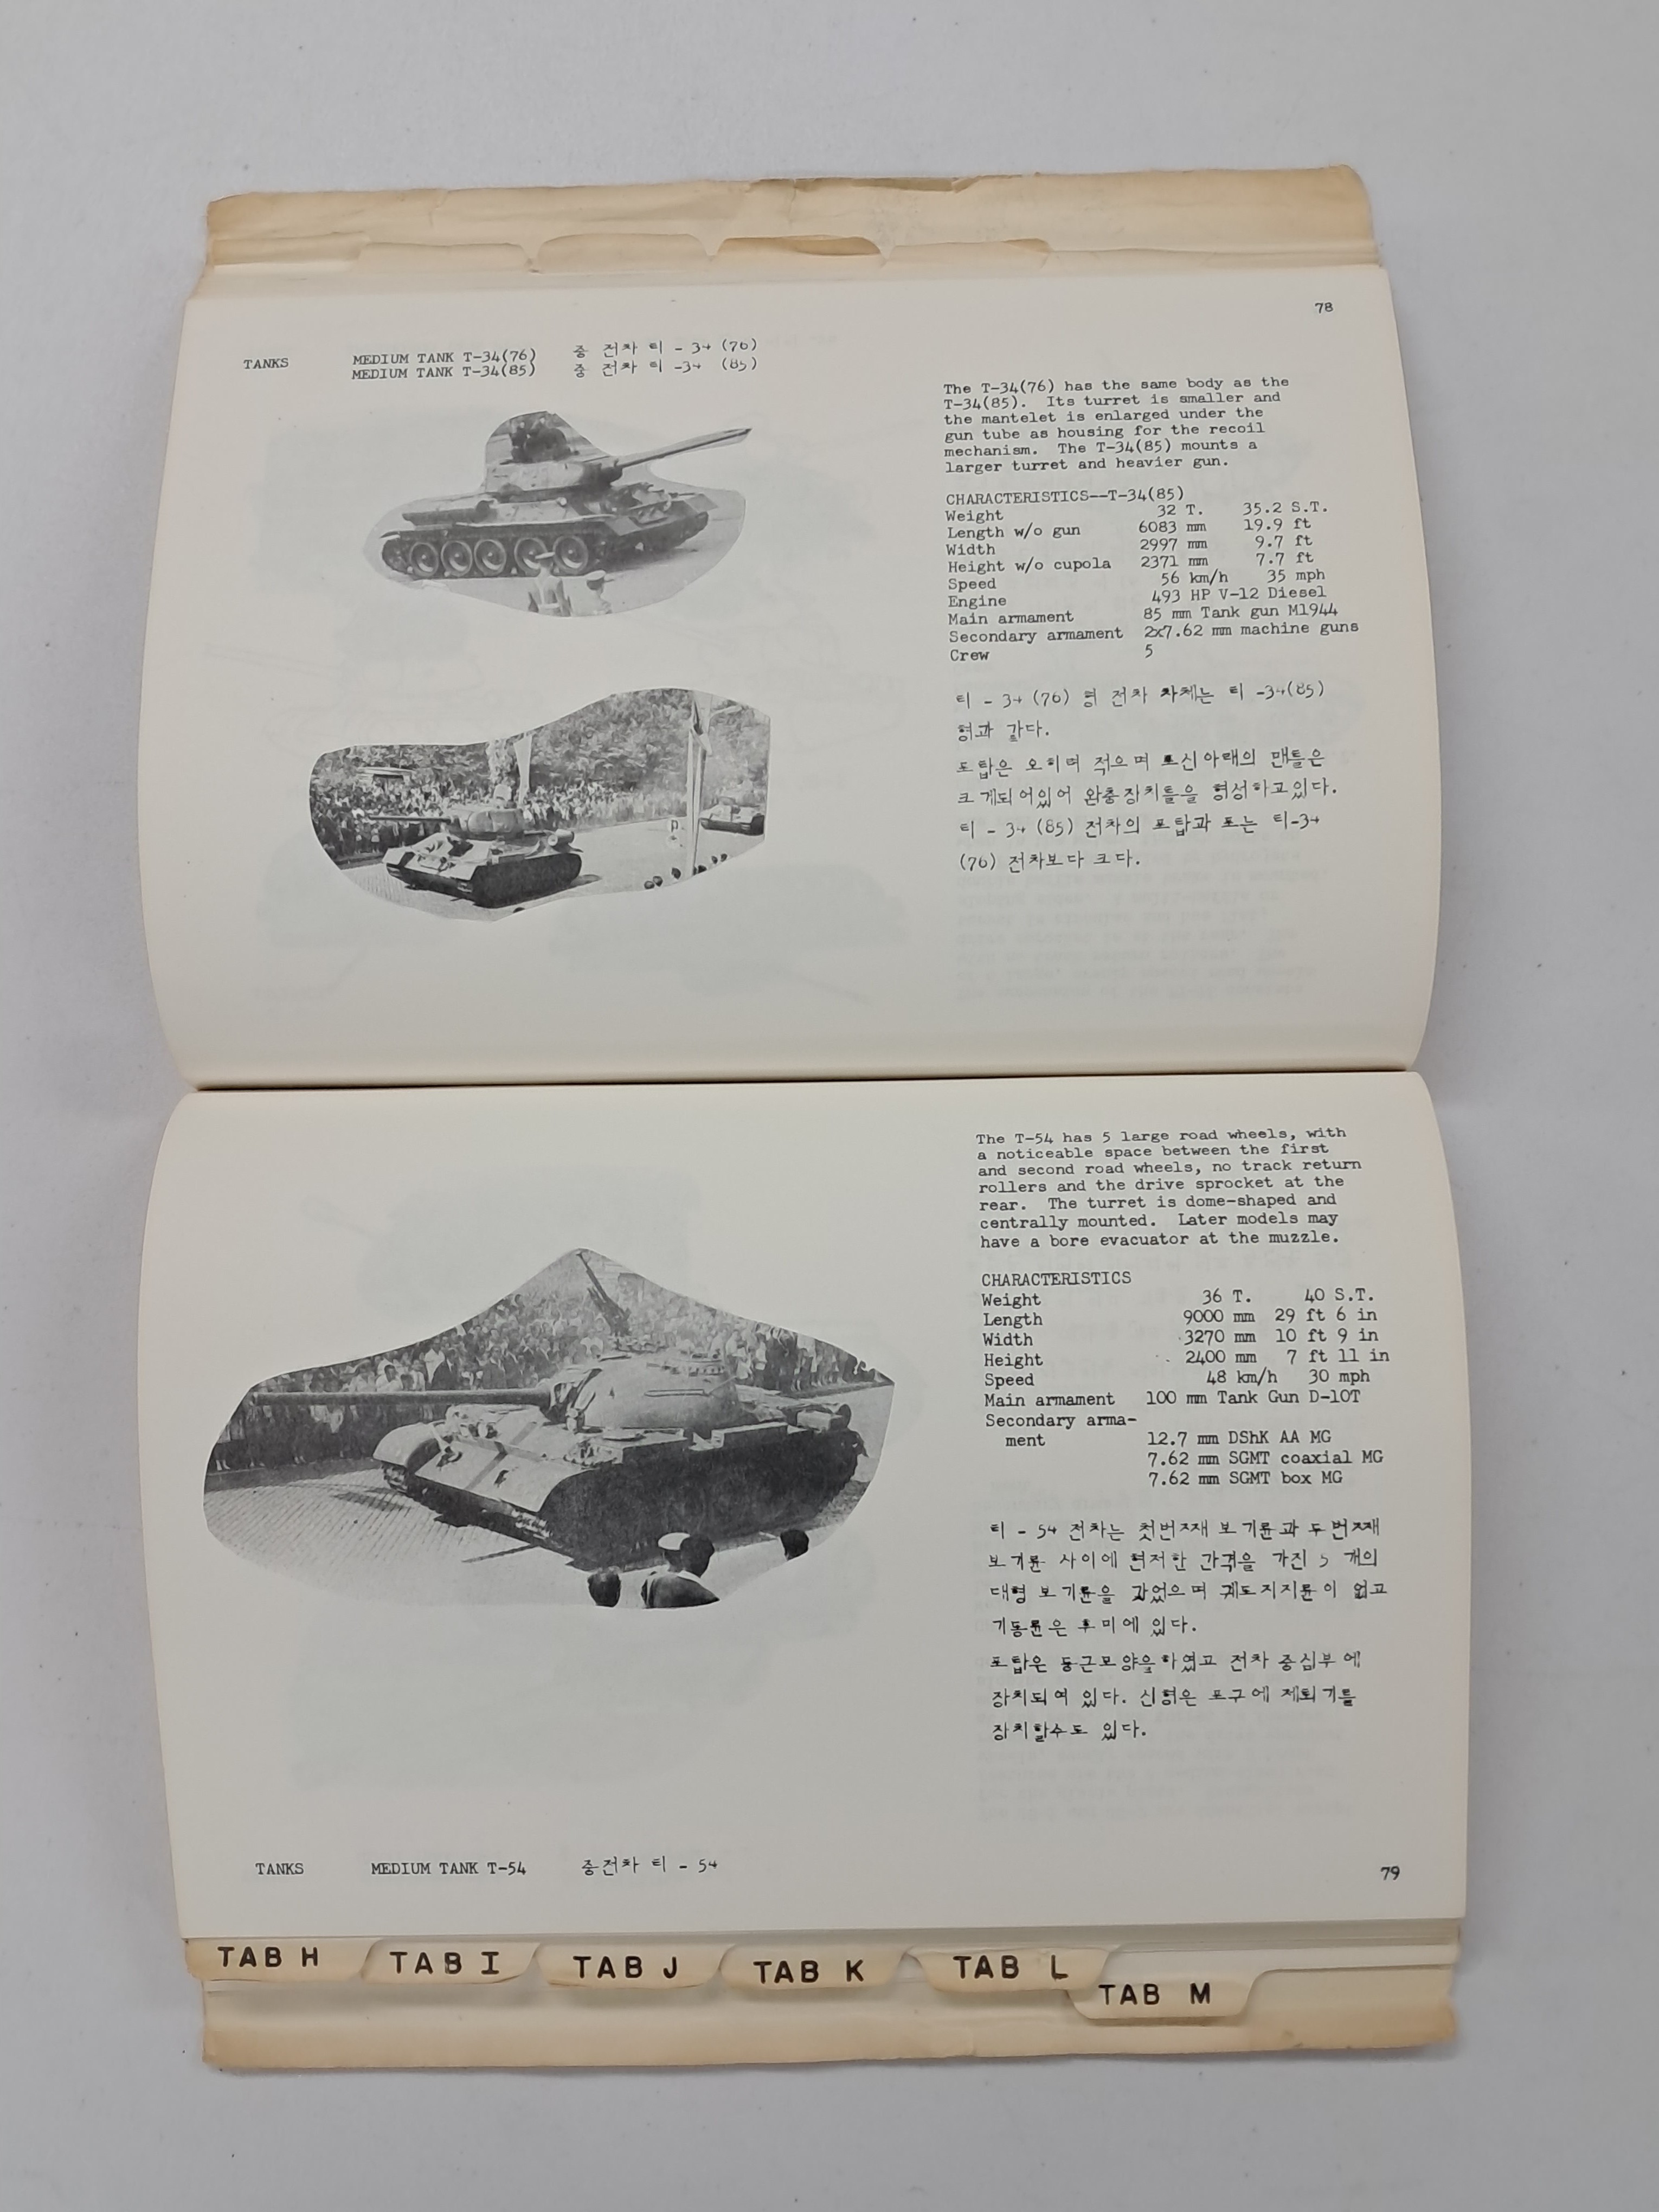 78
TANKS MEDIUM TANK T-34(76) 중 전차 티 - 34 (76)
MEDIUM TANK T-34(85) 중 전차 티 -34 (85)
The T-34(76) has the same body as the
T-34(85). Its turret is smaller and
the mantelet is enlarged under the
gun tube as housing for the recoil
mechanism. The T-34(85) mounts a
larger turret and heavier gun.
CHARACTERISTICS--T-34(85)
Weight 32 T. 35.2 S.T.
Length w/o gun 6083 mm 19.9 ft
Width 2997 mm 9.7 ft
Height w/o cupola 2371 mm 7.7 ft
Speed 56 km/h 35 mph
Engine 493 HP V-12 Diesel
Main armament 85 mm Tank gun M1944
Secondary armament 2x7.62 mm machine guns
Crew 5
티 - 34 (76) 형 전차 차체는 티 -34(85)
형과 같다.
포탑은 오히려 적으며 포신아래의 맨틀은
크게되어있어 완충장치틀을 형성하고있다.
티 - 34 (85) 전차의 포탑과 포는 티-34
(76) 전차보다 크다.
The T-54 has 5 large road wheels, with
a noticeable space between the first
and second road wheels, no track return
rollers and the drive sprocket at the
rear. The turret is dome-shaped and
centrally mounted. Later models may
have a bore evacuator at the muzzle.
CHARACTERISTICS
Weight 36 T. 40 S.T.
Length 9000 mm 29 ft 6 in
Width 3270 mm 10 ft 9 in
Height 2400 mm 7 ft 11 in
Speed 48 km/h 30 mph
Main armament 100 mm Tank Gun D-10T
Secondary arma-
ment 12.7 mm DShK AA MG
7.62 mm SGMT coaxial MG
7.62 mm SGMT box MG
티 - 54 전차는 첫번째 보기륜과 두번째
보기륜 사이에 현저한 간격을 가진 5 개의
대형 보기륜을 갖었으며 궤도지지륜이 없고
기동륜은 후미에 있다.
포탑은 둥근모양을하였고 전차 중심부에
장치되여 있다. 신형은 포구에 제퇴기를
장치할수도 있다.
TANKS MEDIUM TANK T-54 중전차 티 - 54
79
TAB H TAB I TAB J TAB K TAB L
TAB M